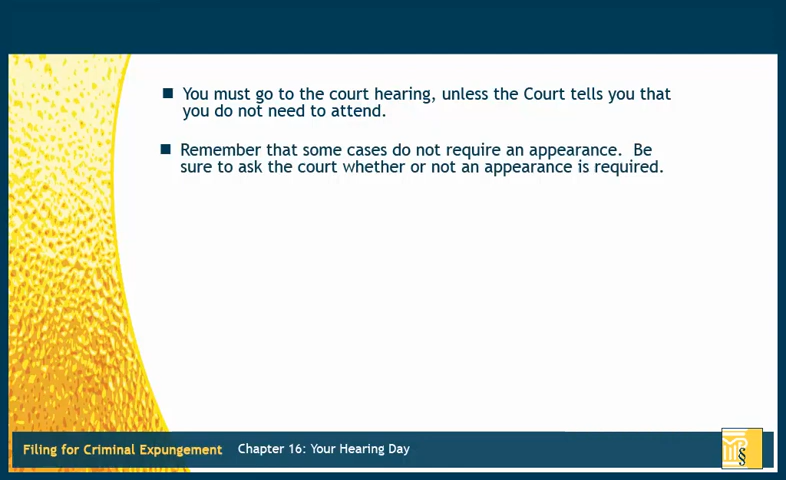 You must go to the court hearing, unless the Court tells you that
you do not need to attend.
Remember that some cases do not require an appearance. Be
sure to ask the court whether or not an appearance is required.
Filing for Criminal Expungement Chapter 16: Your Hearing Day
§